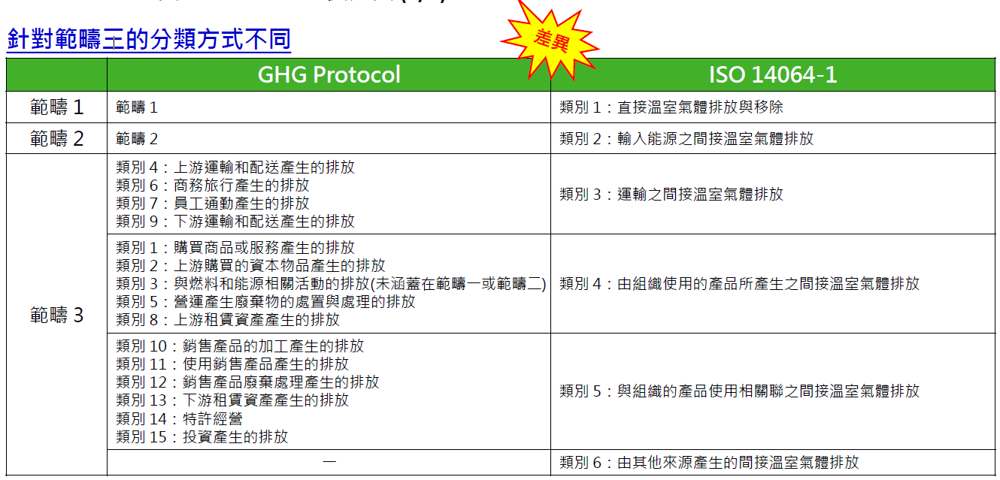 針對範疇三的分類方式不同
差異
GHG Protocol
ISO 14064-1
範疇 1
範疇 1
類別 1：直接溫室氣體排放與移除
範疇 2
範疇 2
類別 2：輸入能源之間接溫室氣體排放
範疇 3
類別 4：上游運輸和配送產生的排放
類別 6：商務旅行產生的排放
類別 7：員工通勤產生的排放
類別 9：下游運輸和配送產生的排放
類別 3：運輸之間接溫室氣體排放
類別 1：購買商品或服務產生的排放
類別 2：上游購買的資本物品產生的排放
類別 3：與燃料和能源相關活動的排放(未涵蓋在範疇一或範疇二)
類別 5：營運產生廢棄物的處置與處理的排放
類別 8：上游租賃資產產生的排放
類別 4：由組織使用的產品所產生之間接溫室氣體排放
類別 10：銷售產品的加工產生的排放
類別 11：使用銷售產品產生的排放
類別 12：銷售產品廢棄處理產生的排放
類別 13：下游租賃資產產生的排放
類別 14：特許經營
類別 15：投資產生的排放
類別 5：與組織的產品使用相關聯之間接溫室氣體排放
—
類別 6：由其他來源產生的間接溫室氣體排放